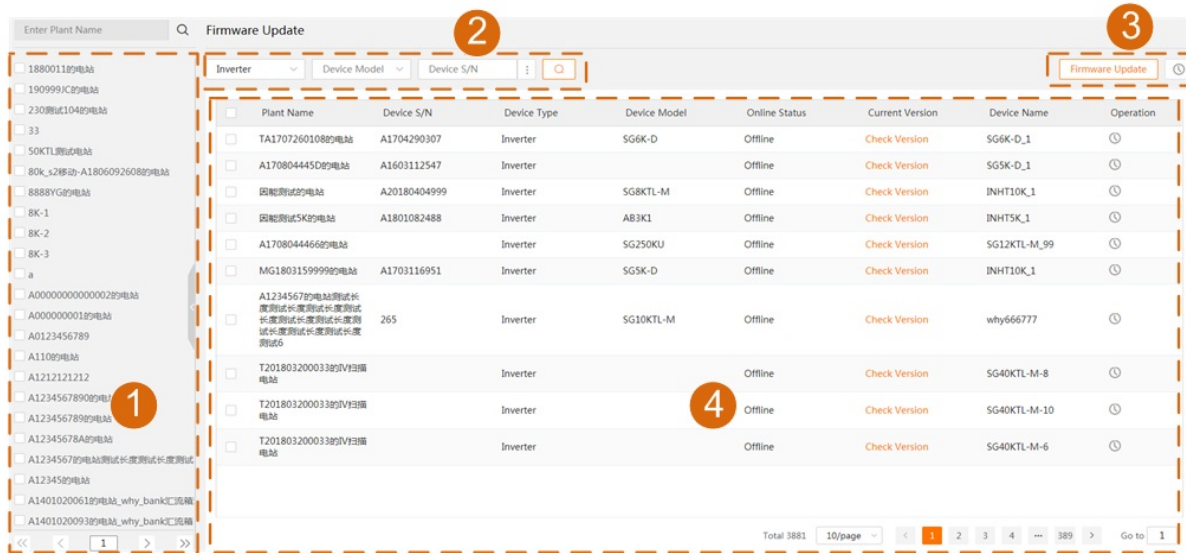 Enter Plant Name
Firmware Update
2
3
Inverter
Device Model
Device S/N
Firmware Update
1880011的电站
190999JC的电站
230测试104的电站
33
50KTL测试电站
80k_s2移动-A1806092608的电站
8888YG的电站
8K-1
8K-2
8K-3
a
A00000000000002的电站
A000000001的电站
A0123456789
A110的电站
A1212121212
A1234567890的电
A123456789的电站
A12345678A的电站
A1234567的电站测试长度测试长度测试
A12345的电站
A1401020061的电站_why_bank汇流箱
A1401020093的电站_why_bank汇流箱
1
<< < 1 > >>
Plant Name Device S/N Device Type Device Model Online Status Current Version Device Name Operation
TA1707260108的电站 A1704290307 Inverter SG6K-D Offline Check Version SG6K-D_1
A170804445D的电站 A1603112547 Inverter Offline Check Version SG5K-D_1
因能测试的电站 A20180404999 Inverter SG8KTL-M Offline Check Version INHT10K_1
因能测试5K的电站 A1801082488 Inverter AB3K1 Offline Check Version INHT5K_1
A1708044466的电站 Inverter SG250KU Offline Check Version SG12KTL-M_99
MG1803159999的电站 A1703116951 Inverter SG5K-D Offline Check Version INHT10K_1
A1234567的电站测试长
度测试长度测试长度测试
长度测试长度测试长度测
试长度测试长度测试长度
测试6
265 Inverter SG10KTL-M Offline Check Version why666777
T201803200033的IV扫描
电站
Inverter Offline Check Version SG40KTL-M-8
T201803200033的IV扫描
电站
Inverter Offline Check Version SG40KTL-M-10
T201803200033的IV扫描
电站
Inverter Offline Check Version SG40KTL-M-6
4
Total 3881 10/page < 1 2 3 4 ... 389 > Go to 1